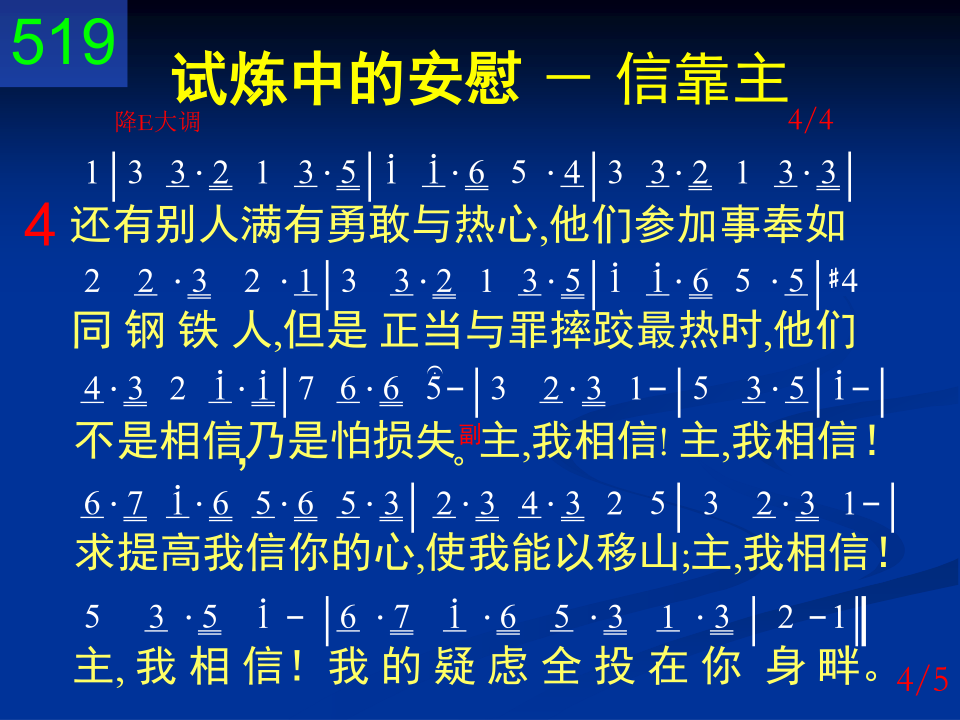 519
试炼中的安慰 － 信靠主
降E大调 4/4
1|3 3·2 1 3·5|i i·6 5·4|3 3·2 1 3·3|
4 还有别人满有勇敢与热心,他们参加事奉如
2 2·3 2·1|3 3·2 1 3·5|i i·6 5·5|♯4
同钢铁人,但是正当与罪摔跤最热时,他们
4·3 2 i·i|7 6·6 5-|3 2·3 1-|5 3·5|i-|
不是相信,乃是怕损失。副主,我相信! 主,我相信!
6·7 i·6 5·6 5·3|2·3 4·3 2 5|3 2·3 1-|
求提高我信你的心,使我能以移山;主,我相信!
5 3·5 i -|6·7 i·6 5·3 1·3|2 -1‖
主,我相信!我的疑虑全投在你身畔。
4/5